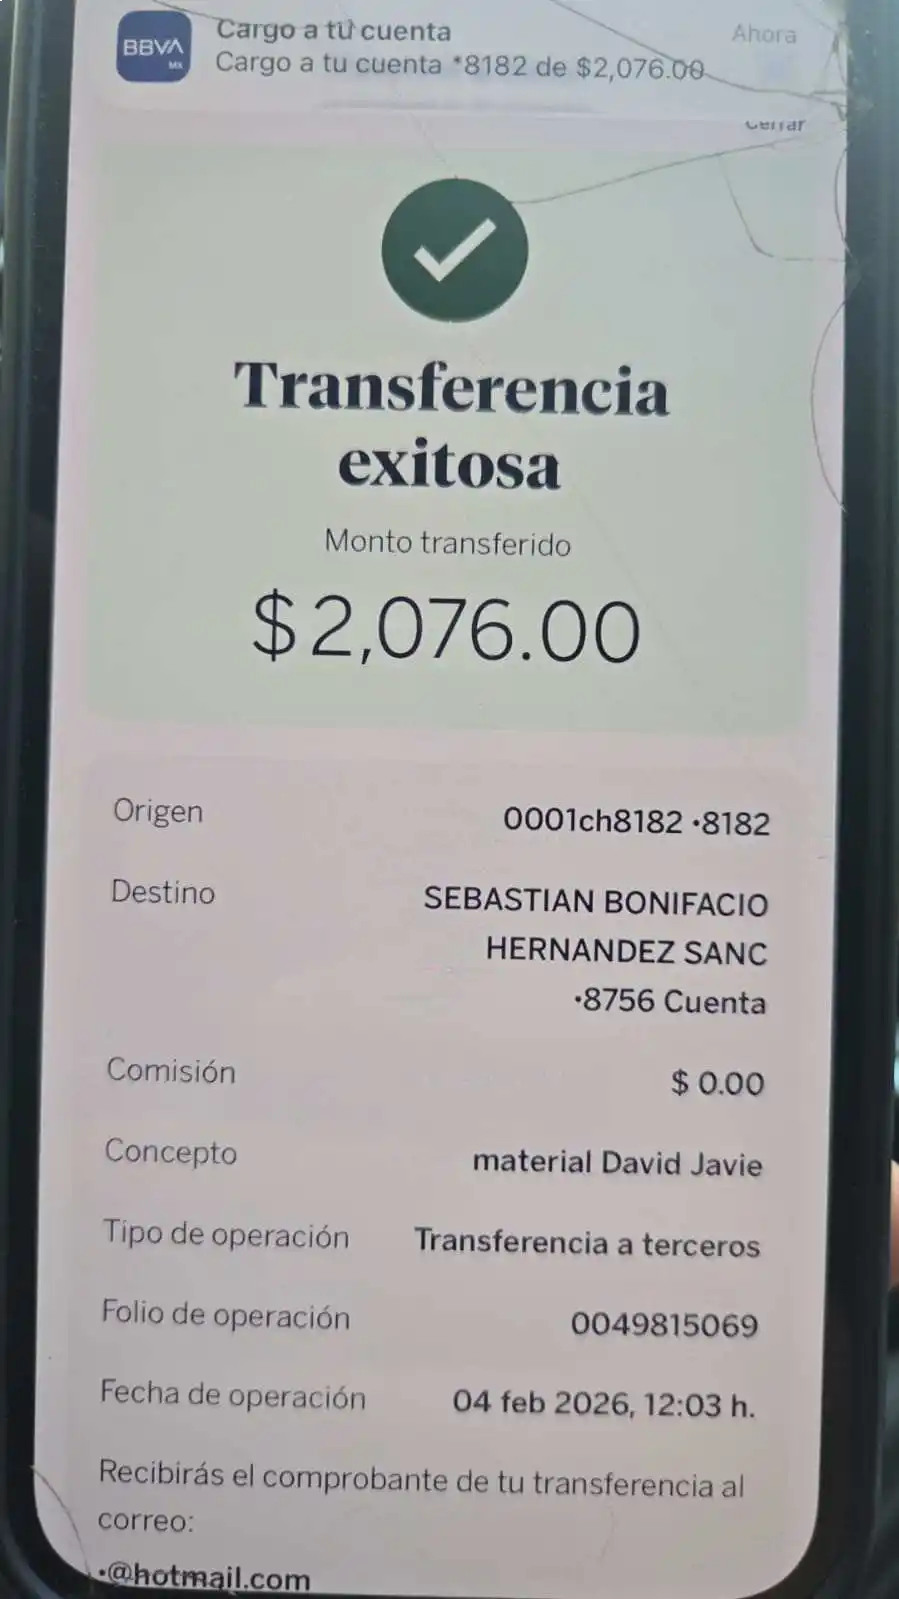 BBVA
MX
Cargo a tu cuenta
Ahora
Cargo a tu cuenta *8182 de $2,076.00
Cerrar
Transferencia
exitosa
Monto transferido
$2,076.00
Origen
0001ch8182 •8182
Destino
SEBASTIAN BONIFACIO
HERNANDEZ SANC
•8756 Cuenta
Comisión
$ 0.00
Concepto
material David Javie
Tipo de operación
Transferencia a terceros
Folio de operación
0049815069
Fecha de operación
04 feb 2026, 12:03 h.
Recibirás el comprobante de tu transferencia al
correo:
•@hotmail.com